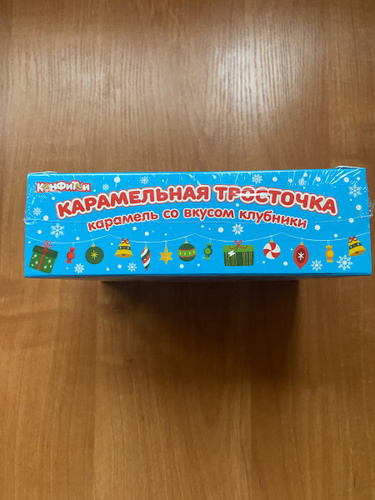 Конфитой
КАРАМЕЛЬНАЯ ТРОСТОЧКА
карамель со вкусом клубники